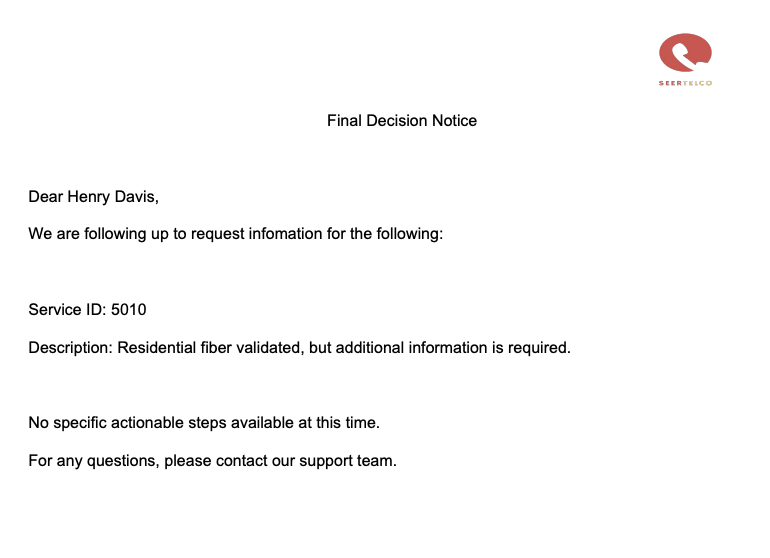 SEERTELCO
Final Decision Notice
Dear Henry Davis,
We are following up to request infomation for the following:
Service ID: 5010
Description: Residential fiber validated, but additional information is required.
No specific actionable steps available at this time.
For any questions, please contact our support team.